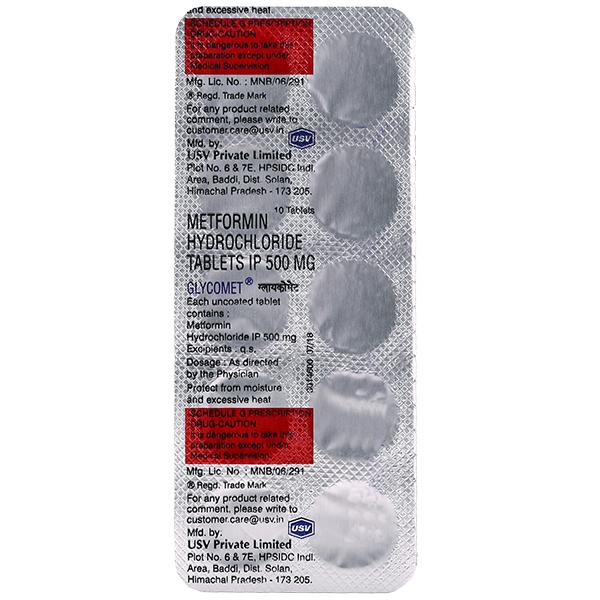 and excessive heat
SCHEDULE G PRESCRIPTION
DRUG-CAUTION
It is dangerous to take this
preparation except under
Medical Supervision.
Mfg. Lic. No. : MNB/06/291
® Regd. Trade Mark
For any product related
comment, please write to
customer.care@usv.in
USV
Mfd. by:
USV Private Limited
Plot No. 6 & 7E, HPSIDC Indl.
Area, Baddi, Dist. Solan,
Himachal Pradesh - 173 205.
10 Tablets
METFORMIN
HYDROCHLORIDE
TABLETS IP 500 MG
GLYCOMET® ग्लायकोमेट
Each uncoated tablet
contains :
Metformin
Hydrochloride IP 500 mg
Excipients : q.s.
Dosage : As directed
by the Physician
Protect from moisture
and excessive heat
07/18
SCHEDULE G PRESCRIPTION
DRUG-CAUTION
It is dangerous to take this
preparation except under
Medical Supervision.
Mfg. Lic. No. : MNB/06/291
® Regd. Trade Mark
For any product related
comment, please write to
customer.care@usv.in
USV
Mfd. by:
USV Private Limited
Plot No. 6 & 7E, HPSIDC Indl.
Area, Baddi, Dist. Solan,
Himachal Pradesh - 173 205.